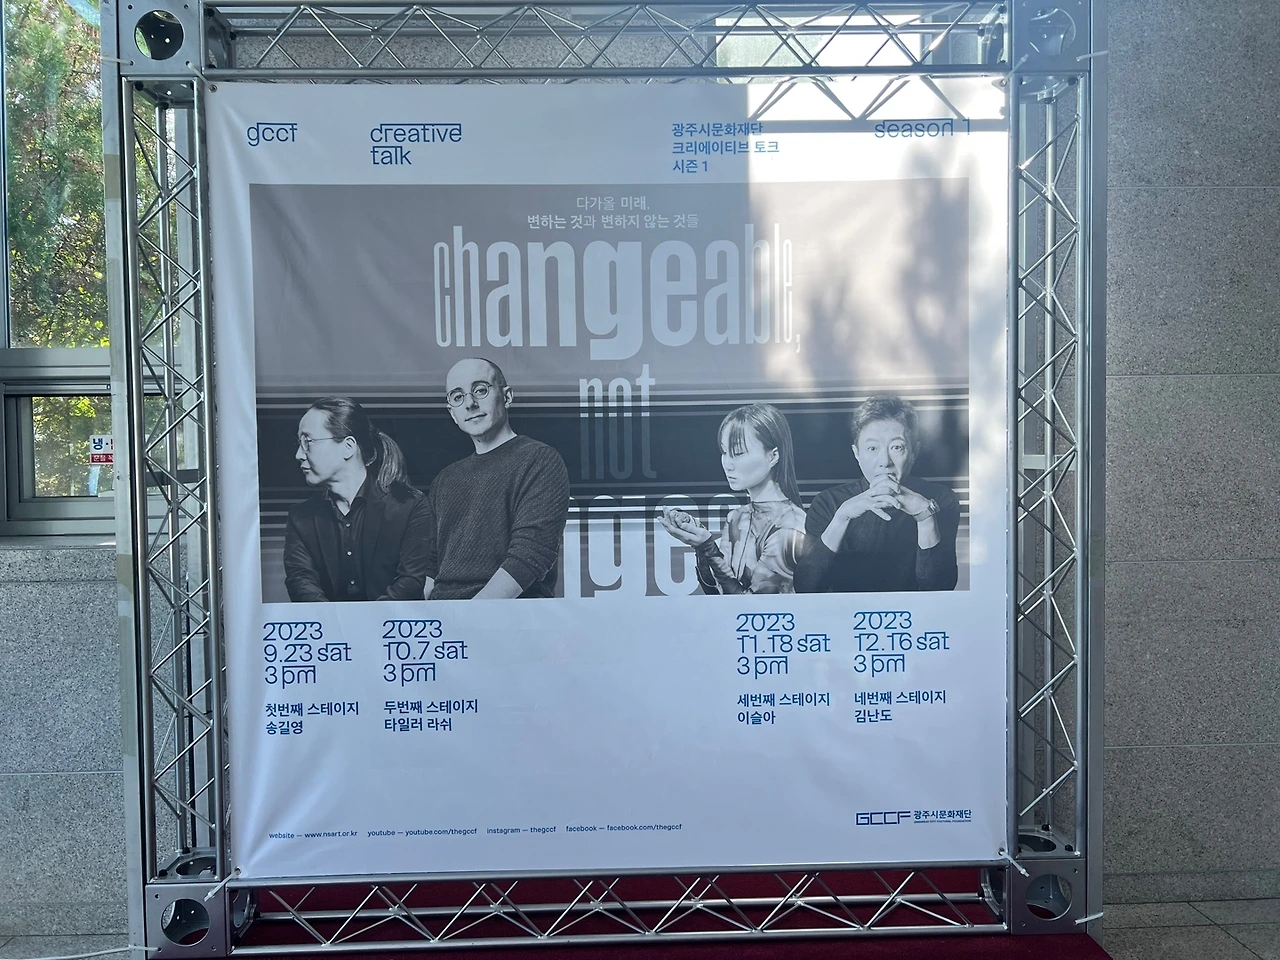 gccf
creative
talk
광주시문화재단
크리에이티브 토크
시즌 1
season 1
다가올 미래,
변하는 것과 변하지 않는 것들
changeable,
not
nge
2023
9.23 sat
3 pm
첫번째 스테이지
송길영
2023
10.7 sat
3 pm
두번째 스테이지
타일러 라쉬
2023
11.18 sat
3 pm
세번째 스테이지
이슬아
2023
12.16 sat
3 pm
네번째 스테이지
김난도
website — www.nsart.or.kr youtube — youtube.com/thegccf instagram — thegccf facebook — facebook.com/thegccf
GCCF 광주시문화재단
냉·